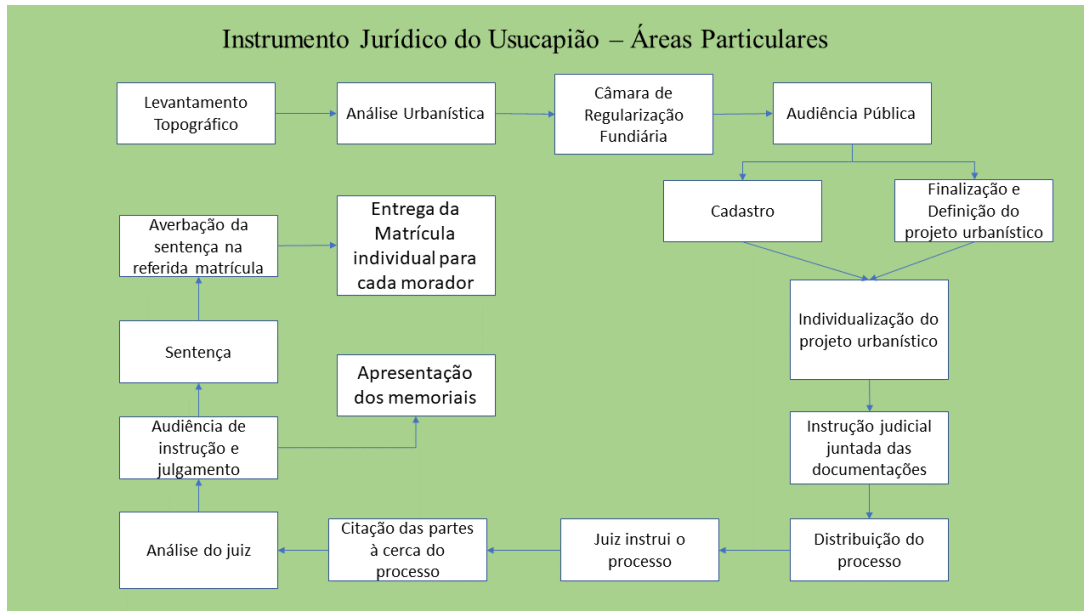 Instrumento Jurídico do Usucapião – Áreas Particulares
Levantamento
Topográfico
Análise Urbanística
Câmara de
Regularização
Fundiária
Audiência Pública
Cadastro
Finalização e
Definição do
projeto urbanístico
Individualização do
projeto urbanístico
Instrução judicial
juntada das
documentações
Distribuição do
processo
Juiz instrui o
processo
Citação das partes
à cerca do
processo
Análise do juiz
Audiência de
instrução e
julgamento
Apresentação
dos memoriais
Sentença
Averbação da
sentença na
referida matrícula
Entrega da
Matrícula
individual para
cada morador